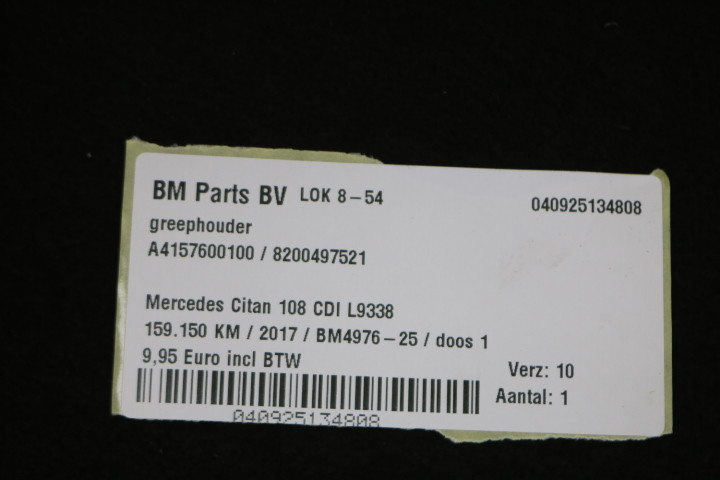 BM Parts BV LOK 8-54 040925134808
greephouder
A4157600100 / 8200497521
Mercedes Citan 108 CDI L9338
159.150 KM / 2017 / BM4976-25 / doos 1
9,95 Euro incl BTW
Verz: 10
Aantal: 1
040925134808